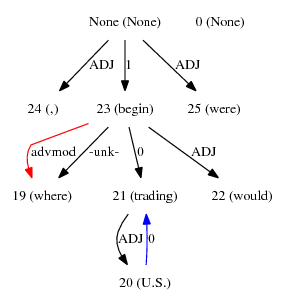 None (None) 0 (None)
ADJ 1 ADJ
24 (,) 23 (begin) 25 (were)
advmod -unk- 0 ADJ
19 (where) 21 (trading) 22 (would)
ADJ 0
20 (U.S.)